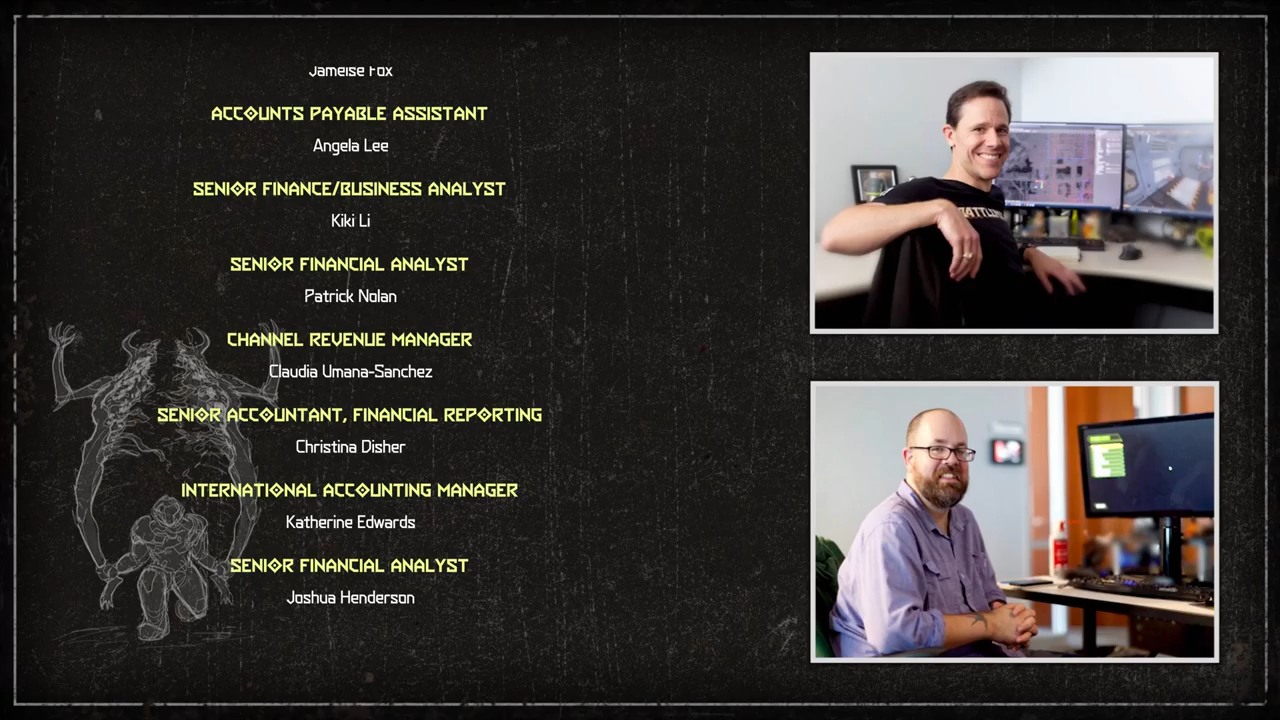 Jameise Fox
ACCOUNTS PAYABLE ASSISTANT
Angela Lee
SENIOR FINANCE/BUSINESS ANALYST
Kiki Li
SENIOR FINANCIAL ANALYST
Patrick Nolan
CHANNEL REVENUE MANAGER
Claudia Umana-Sanchez
SENIOR ACCOUNTANT, FINANCIAL REPORTING
Christina Disher
INTERNATIONAL ACCOUNTING MANAGER
Katherine Edwards
SENIOR FINANCIAL ANALYST
Joshua Henderson